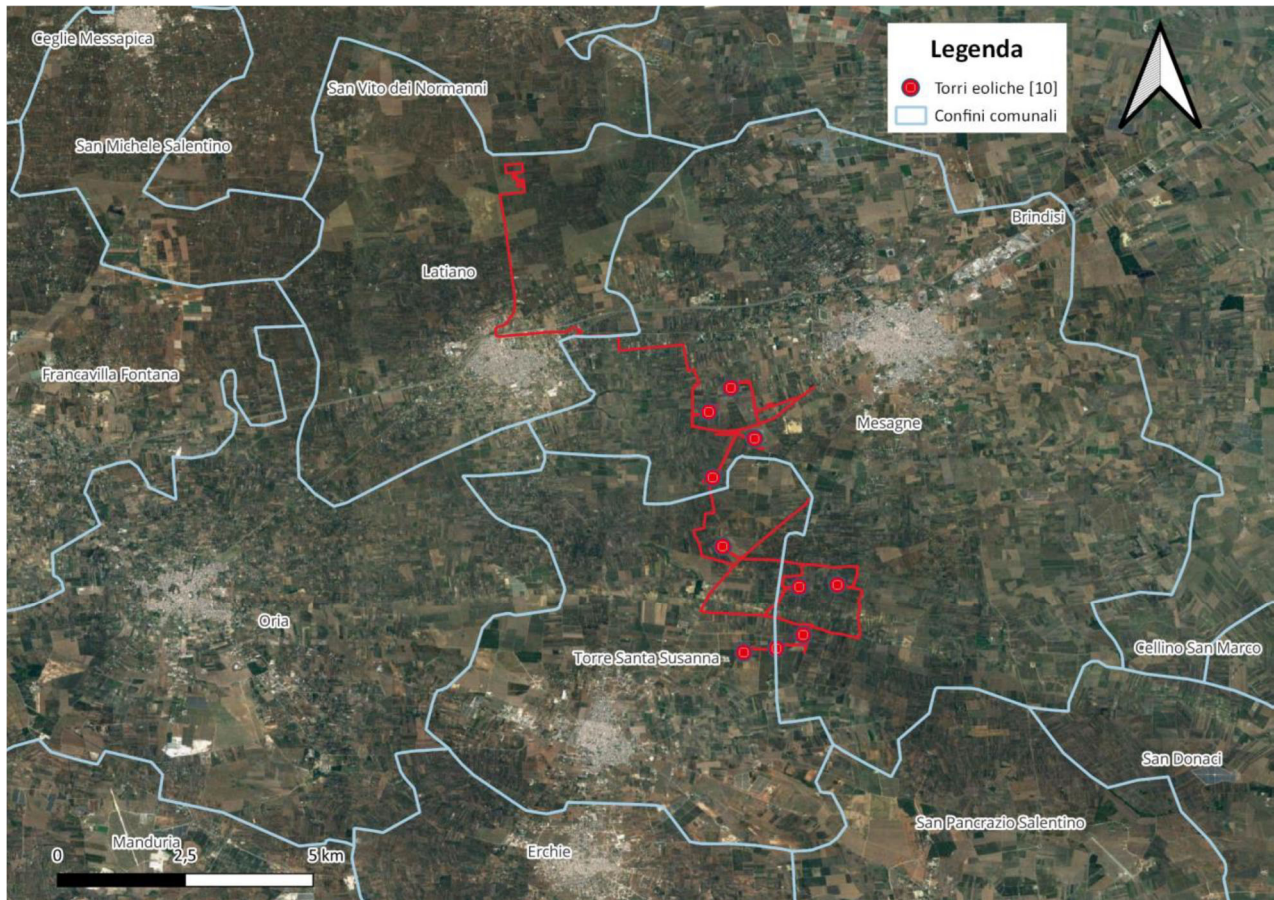 Ceglie Messapica
Legenda
Torri eoliche [10]
Confini comunali
San Vito dei Normanni
San Michele Salentino
Brindisi
Latiano
Francavilla Fontana
Mesagne
Oria
Torre Santa Susanna
Cellino San Marco
San Donaci
San Pancrazio Salentino
Manduria
Erchie
0 2,5 5 km